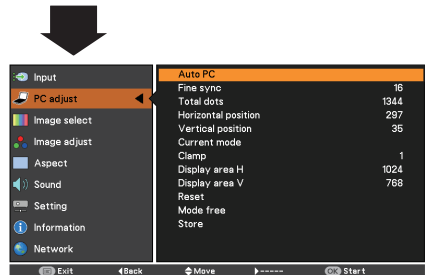 Input
PC adjust
Image select
Image adjust
Aspect
Sound
Setting
Information
Network
Auto PC
Fine sync 16
Total dots 1344
Horizontal position 297
Vertical position 35
Current mode
Clamp 1
Display area H 1024
Display area V 768
Reset
Mode free
Store
Exit Back Move ----- OK Start